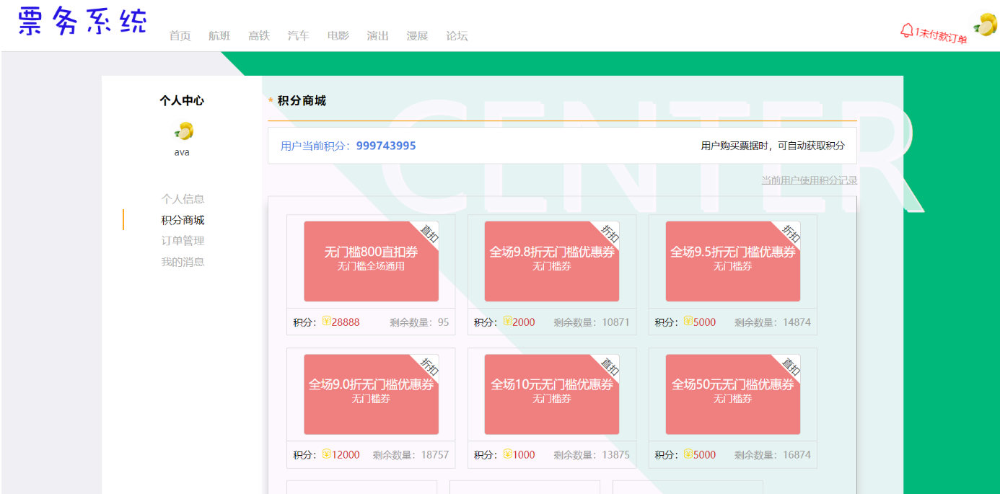 票务系统
首页 航班 高铁 汽车 电影 演出 漫展 论坛
1未付款订单
个人中心
ava
个人信息
积分商城
订单管理
我的消息
CENTER
* 积分商城
用户当前积分：999743995
用户购买票据时，可自动获取积分
当前用户使用积分记录
直扣
无门槛800直扣券
无门槛全场通用
积分：28888 剩余数量：95
折扣
全场9.8折无门槛优惠券
无门槛券
积分：2000 剩余数量：10871
折扣
全场9.5折无门槛优惠券
无门槛券
积分：5000 剩余数量：14874
折扣
全场9.0折无门槛优惠券
无门槛券
积分：12000 剩余数量：18757
直扣
全场10元无门槛优惠券
无门槛券
积分：1000 剩余数量：13875
直扣
全场50元无门槛优惠券
无门槛券
积分：5000 剩余数量：16874